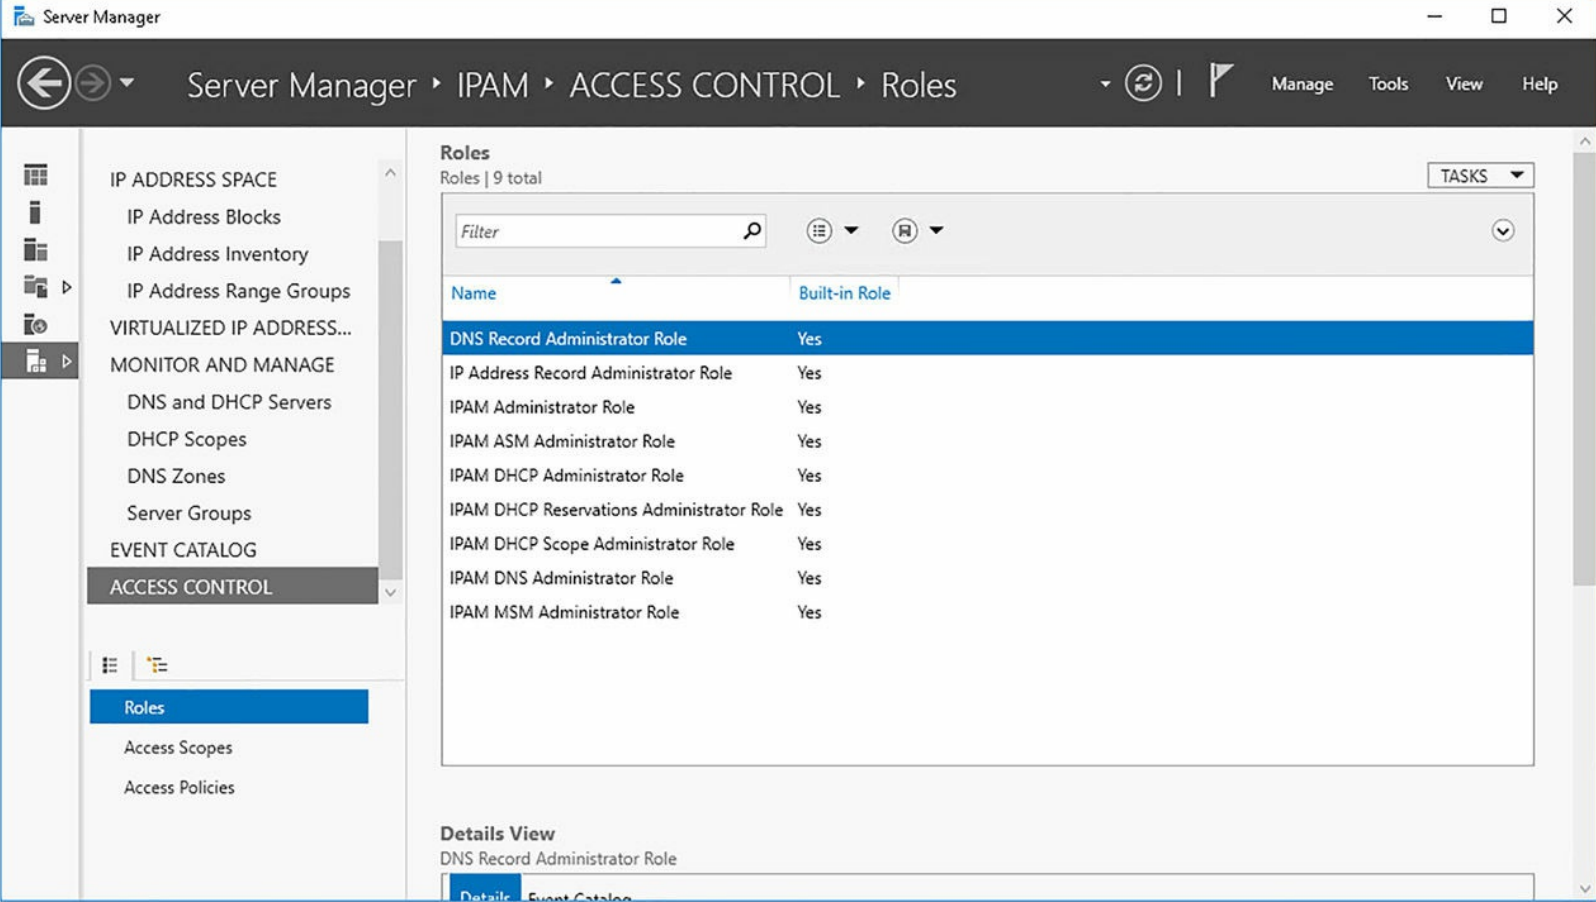 Server Manager
Server Manager ‣ IPAM ‣ ACCESS CONTROL ‣ Roles
Manage Tools View Help
IP ADDRESS SPACE
IP Address Blocks
IP Address Inventory
IP Address Range Groups
VIRTUALIZED IP ADDRESS...
MONITOR AND MANAGE
DNS and DHCP Servers
DHCP Scopes
DNS Zones
Server Groups
EVENT CATALOG
ACCESS CONTROL
Roles
Access Scopes
Access Policies
Roles
Roles | 9 total
TASKS
Filter
Name Built-in Role
DNS Record Administrator Role Yes
IP Address Record Administrator Role Yes
IPAM Administrator Role Yes
IPAM ASM Administrator Role Yes
IPAM DHCP Administrator Role Yes
IPAM DHCP Reservations Administrator Role Yes
IPAM DHCP Scope Administrator Role Yes
IPAM DNS Administrator Role Yes
IPAM MSM Administrator Role Yes
Details View
DNS Record Administrator Role
Details Event Catalog